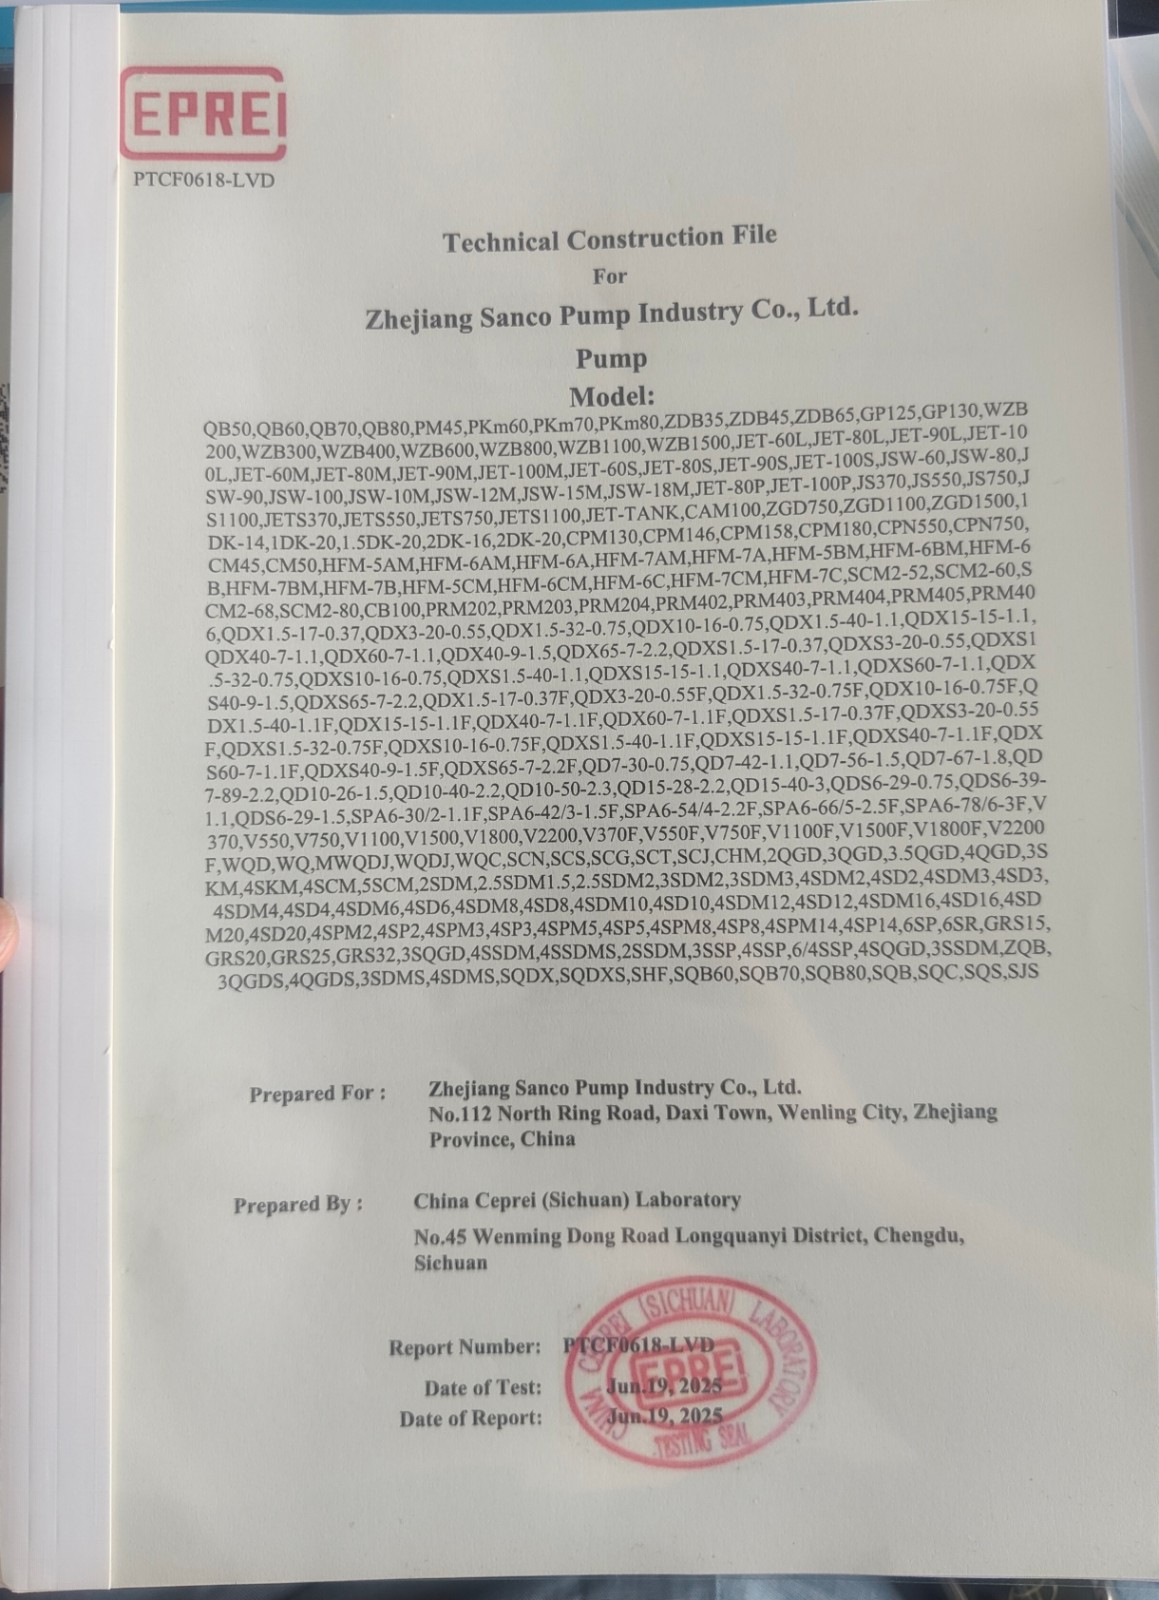 EPREI
PTCF0618-LVD
Technical Construction File
For
Zhejiang Sanco Pump Industry Co., Ltd.
Pump
Model:
QB50,QB60,QB70,QB80,PM45,PKm60,PKm70,PKm80,ZDB35,ZDB45,ZDB65,GP125,GP130,WZB
200,WZB300,WZB400,WZB600,WZB800,WZB1100,WZB1500,JET-60L,JET-80L,JET-90L,JET-10
0L,JET-60M,JET-80M,JET-90M,JET-100M,JET-60S,JET-80S,JET-90S,JET-100S,JSW-60,JSW-80,J
SW-90,JSW-100,JSW-10M,JSW-12M,JSW-15M,JSW-18M,JET-80P,JET-100P,JS370,JS550,JS750,J
S1100,JETS370,JETS550,JETS750,JETS1100,JET-TANK,CAM100,ZGD750,ZGD1100,ZGD1500,1
DK-14,1DK-20,1.5DK-20,2DK-16,2DK-20,CPM130,CPM146,CPM158,CPM180,CPN550,CPN750,
CM45,CM50,HFM-5AM,HFM-6AM,HFM-6A,HFM-7AM,HFM-7A,HFM-5BM,HFM-6BM,HFM-6
B,HFM-7BM,HFM-7B,HFM-5CM,HFM-6CM,HFM-6C,HFM-7CM,HFM-7C,SCM2-52,SCM2-60,S
CM2-68,SCM2-80,CB100,PRM202,PRM203,PRM204,PRM402,PRM403,PRM404,PRM405,PRM40
6,QDX1.5-17-0.37,QDX3-20-0.55,QDX1.5-32-0.75,QDX10-16-0.75,QDX1.5-40-1.1,QDX15-15-1.1,
QDX40-7-1.1,QDX60-7-1.1,QDX40-9-1.5,QDX65-7-2.2,QDXS1.5-17-0.37,QDXS3-20-0.55,QDXS1
.5-32-0.75,QDXS10-16-0.75,QDXS1.5-40-1.1,QDXS15-15-1.1,QDXS40-7-1.1,QDXS60-7-1.1,QDX
S40-9-1.5,QDXS65-7-2.2,QDX1.5-17-0.37F,QDX3-20-0.55F,QDX1.5-32-0.75F,QDX10-16-0.75F,Q
DX1.5-40-1.1F,QDX15-15-1.1F,QDX40-7-1.1F,QDX60-7-1.1F,QDXS1.5-17-0.37F,QDXS3-20-0.55
F,QDXS1.5-32-0.75F,QDXS10-16-0.75F,QDXS1.5-40-1.1F,QDXS15-15-1.1F,QDXS40-7-1.1F,QDX
S60-7-1.1F,QDXS40-9-1.5F,QDXS65-7-2.2F,QD7-30-0.75,QD7-42-1.1,QD7-56-1.5,QD7-67-1.8,QD
7-89-2.2,QD10-26-1.5,QD10-40-2.2,QD10-50-2.3,QD15-28-2.2,QD15-40-3,QDS6-29-0.75,QDS6-39-
1.1,QDS6-29-1.5,SPA6-30/2-1.1F,SPA6-42/3-1.5F,SPA6-54/4-2.2F,SPA6-66/5-2.5F,SPA6-78/6-3F,V
370,V550,V750,V1100,V1500,V1800,V2200,V370F,V550F,V750F,V1100F,V1500F,V1800F,V2200
F,WQD,WQ,MWQDJ,WQDJ,WQC,SCN,SCS,SCG,SCT,SCJ,CHM,2QGD,3QGD,3.5QGD,4QGD,3S
KM,4SKM,4SCM,5SCM,2SDM,2.5SDM1.5,2.5SDM2,3SDM2,3SDM3,4SDM2,4SD2,4SDM3,4SD3,
4SDM4,4SD4,4SDM6,4SD6,4SDM8,4SD8,4SDM10,4SD10,4SDM12,4SD12,4SDM16,4SD16,4SD
M20,4SD20,4SPM2,4SP2,4SPM3,4SP3,4SPM5,4SP5,4SPM8,4SP8,4SPM14,4SP14,6SP,6SR,GRS15,
GRS20,GRS25,GRS32,3SQGD,4SSDM,4SSDMS,2SSDM,3SSP,4SSP,6/4SSP,4SQGD,3SSDM,ZQB,
3QGDS,4QGDS,3SDMS,4SDMS,SQDX,SQDXS,SHF,SQB60,SQB70,SQB80,SQB,SQC,SQS,SJS
Prepared For : Zhejiang Sanco Pump Industry Co., Ltd.
No.112 North Ring Road, Daxi Town, Wenling City, Zhejiang
Province, China
Prepared By : China Ceprei (Sichuan) Laboratory
No.45 Wenming Dong Road Longquanyi District, Chengdu,
Sichuan
Report Number: PTCF0618-LVD
Date of Test: Jun.19, 2025
Date of Report: Jun.19, 2025
CHINA CEPREI (SICHUAN) LABORATORY
EPREI
TESTING SEAL